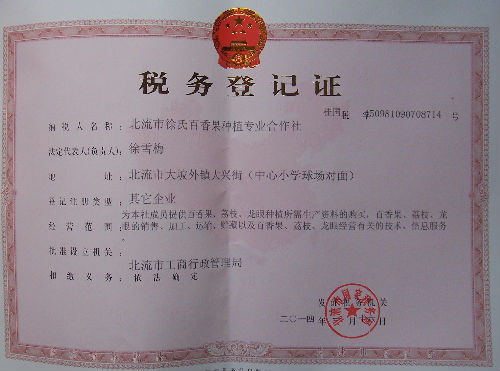 税务登记证
桂国税 字450981090708714 号
纳税人名称：北流市徐氏百香果种植专业合作社
法定代表人(负责人)：徐雪梅
地 址：北流市大坡外镇大兴街（中心小学球场对面）
登记注册类型：其它企业
经营范围：为本社成员提供百香果、荔枝、龙眼种植所需生产资料的购买，百香果、荔枝、龙
眼的销售、加工、运输、贮藏以及百香果、荔枝、龙眼经营有关的技术、信息服务
。
批准设立机关：北流市工商行政管理局
扣缴义务：依法确定
发证税务机关
二〇一四 年 月